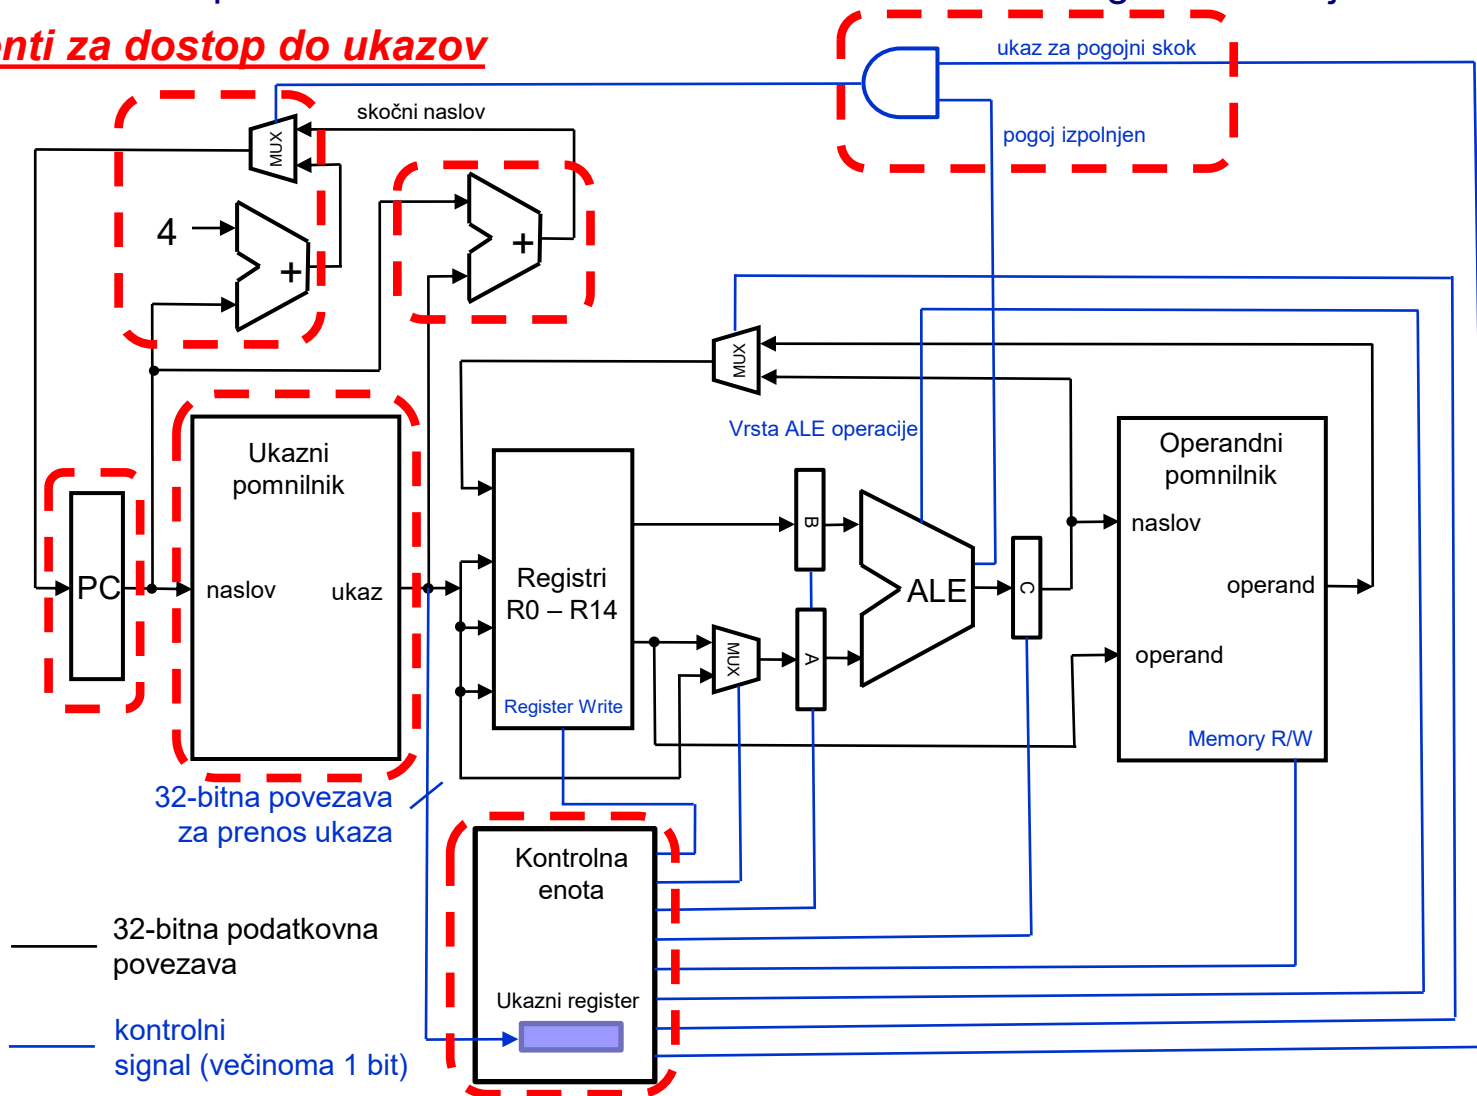 nti za dostop do ukazov
ukaz za pogojni skok
pogoj izpolnjen
skočni naslov
MUX
4
+
+
MUX
Vrsta ALE operacije
Ukazni
pomnilnik
naslov
ukaz
PC
Registri
R0 – R14
Register Write
B
A
MUX
ALE
C
Operandni
pomnilnik
naslov
operand
operand
Memory R/W
32-bitna povezava
za prenos ukaza
Kontrolna
enota
Ukazni register
32-bitna podatkovna
povezava
kontrolni
signal (večinoma 1 bit)